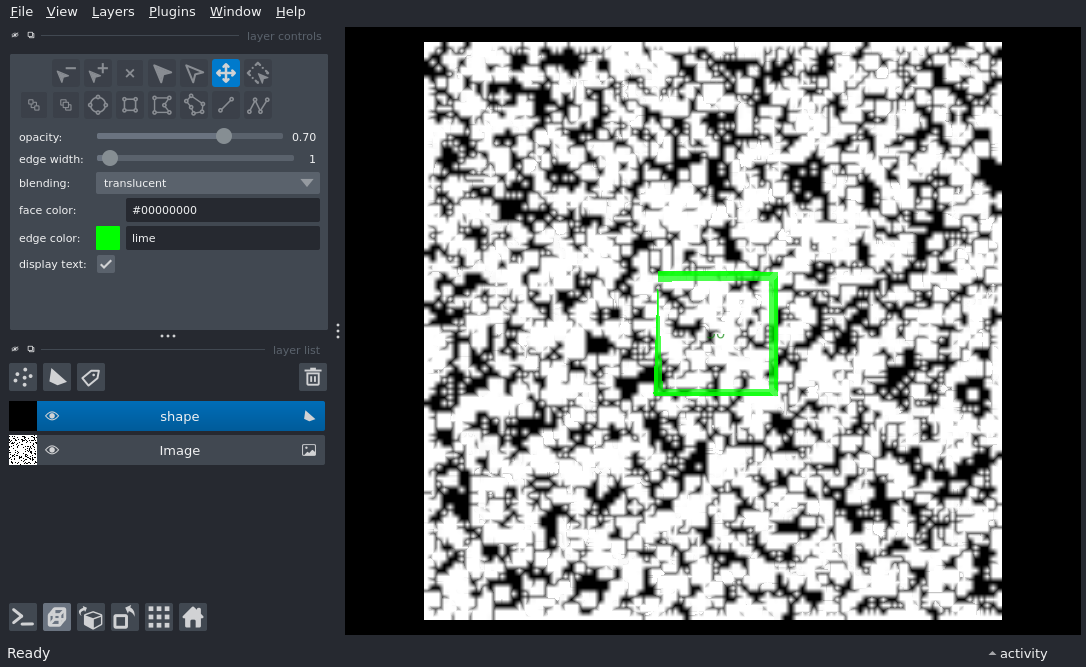 File View Layers Plugins Window Help
layer controls
opacity: 0.70
edge width: 1
blending: translucent
face color: #00000000
edge color: lime
display text:
layer list
shape
Image
Ready
activity